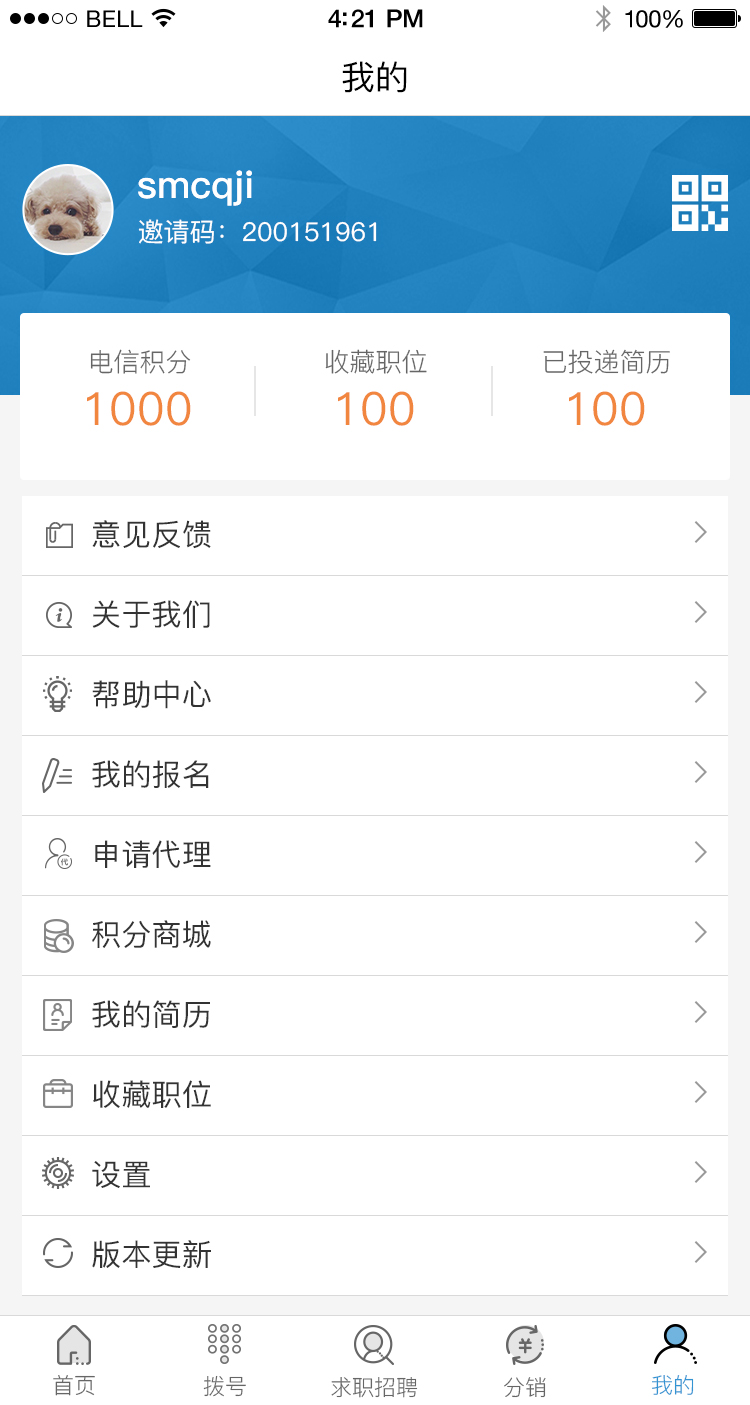 BELL 4:21 PM 100%
我的
smcqji
邀请码：200151961
电信积分 收藏职位 已投递简历
1000 100 100
意见反馈
关于我们
帮助中心
我的报名
代
申请代理
积分商城
我的简历
收藏职位
设置
版本更新
¥
首页 拨号 求职招聘 分销 我的